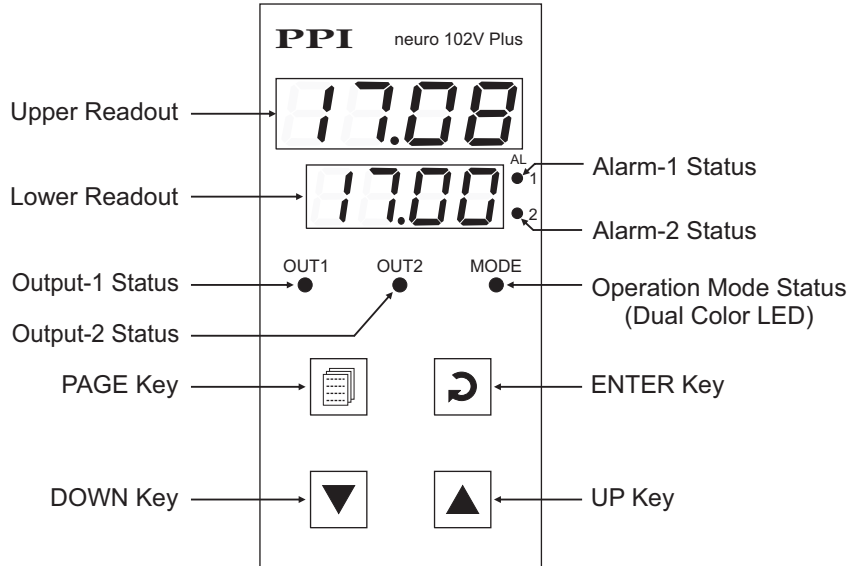 PPI neuro 102V Plus
Upper Readout
17.08
AL
1
Alarm-1 Status
Lower Readout
17.00
2
Alarm-2 Status
OUT1 OUT2 MODE
Output-1 Status
Operation Mode Status
(Dual Color LED)
Output-2 Status
PAGE Key
ENTER Key
DOWN Key
UP Key